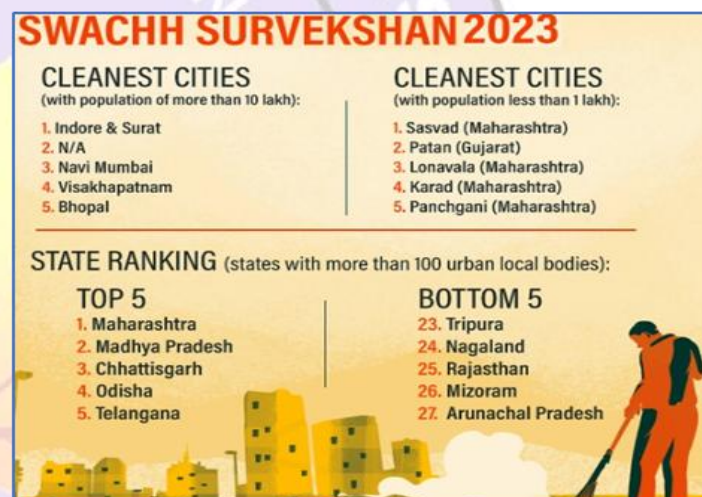 SWACHH SURVEKSHAN 2023
CLEANEST CITIES
(with population of more than 10 lakh):
1. Indore & Surat
2. N/A
3. Navi Mumbai
4. Visakhapatnam
5. Bhopal
CLEANEST CITIES
(with population less than 1 lakh):
1. Sasvad (Maharashtra)
2. Patan (Gujarat)
3. Lonavala (Maharashtra)
4. Karad (Maharashtra)
5. Panchgani (Maharashtra)
STATE RANKING (states with more than 100 urban local bodies):
TOP 5
1. Maharashtra
2. Madhya Pradesh
3. Chhattisgarh
4. Odisha
5. Telangana
BOTTOM 5
23. Tripura
24. Nagaland
25. Rajasthan
26. Mizoram
27. Arunachal Pradesh